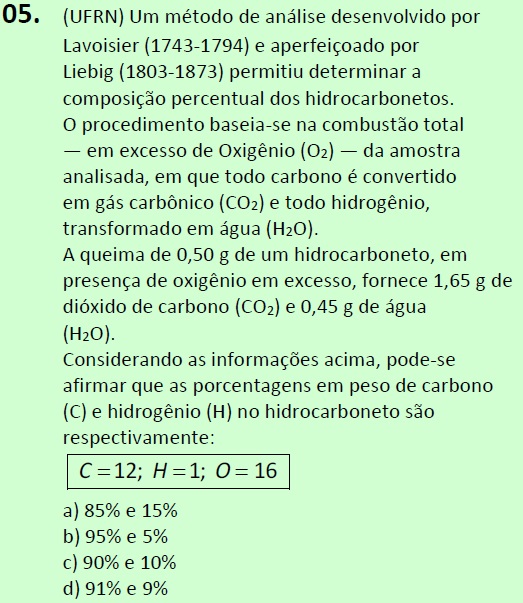 05. (UFRN) Um método de análise desenvolvido por
Lavoisier (1743-1794) e aperfeiçoado por
Liebig (1803-1873) permitiu determinar a
composição percentual dos hidrocarbonetos.
O procedimento baseia-se na combustão total
— em excesso de Oxigênio (O₂) — da amostra
analisada, em que todo carbono é convertido
em gás carbônico (CO₂) e todo hidrogênio,
transformado em água (H₂O).
A queima de 0,50 g de um hidrocarboneto, em
presença de oxigênio em excesso, fornece 1,65 g de
dióxido de carbono (CO₂) e 0,45 g de água
(H₂O).
Considerando as informações acima, pode-se
afirmar que as porcentagens em peso de carbono
(C) e hidrogênio (H) no hidrocarboneto são
respectivamente:
C = 12; H = 1; O = 16
a) 85% e 15%
b) 95% e 5%
c) 90% e 10%
d) 91% e 9%